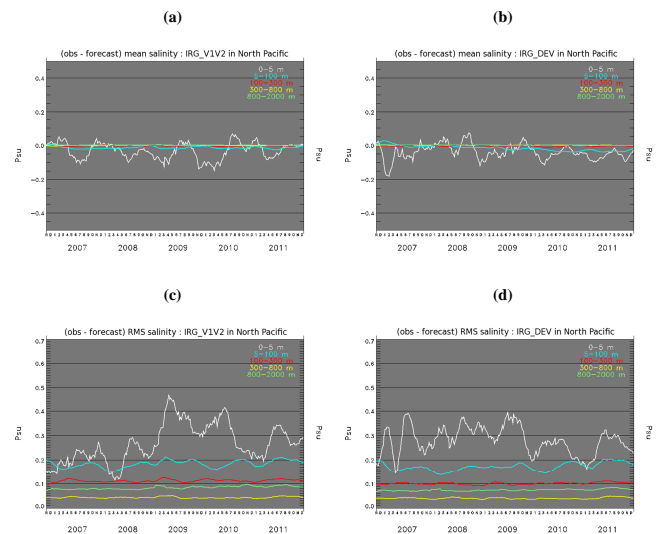 (a)
(obs - forecast) mean salinity : IRG_V1V2 in North Pacific
0-5 m
5-100 m
100-300 m
300-800 m
800-2000 m
0.4
0.2
0.0
-0.2
-0.4
Psu
Psu
2007 2008 2009 2010 2011
(b)
(obs - forecast) mean salinity : IRG_DEV in North Pacific
0-5 m
5-100 m
100-300 m
300-800 m
800-2000 m
0.4
0.2
0.0
-0.2
-0.4
Psu
2007 2008 2009 2010 2011
(c)
(obs - forecast) RMS salinity : IRG_V1V2 in North Pacific
0-5 m
5-100 m
100-300 m
300-800 m
800-2000 m
0.7
0.6
0.5
0.4
0.3
0.2
0.1
0.0
Psu
Psu
2007 2008 2009 2010 2011
(d)
(obs - forecast) RMS salinity : IRG_DEV in North Pacific
0-5 m
5-100 m
100-300 m
300-800 m
800-2000 m
0.7
0.6
0.5
0.4
0.3
0.2
0.1
0.0
Psu
2007 2008 2009 2010 2011